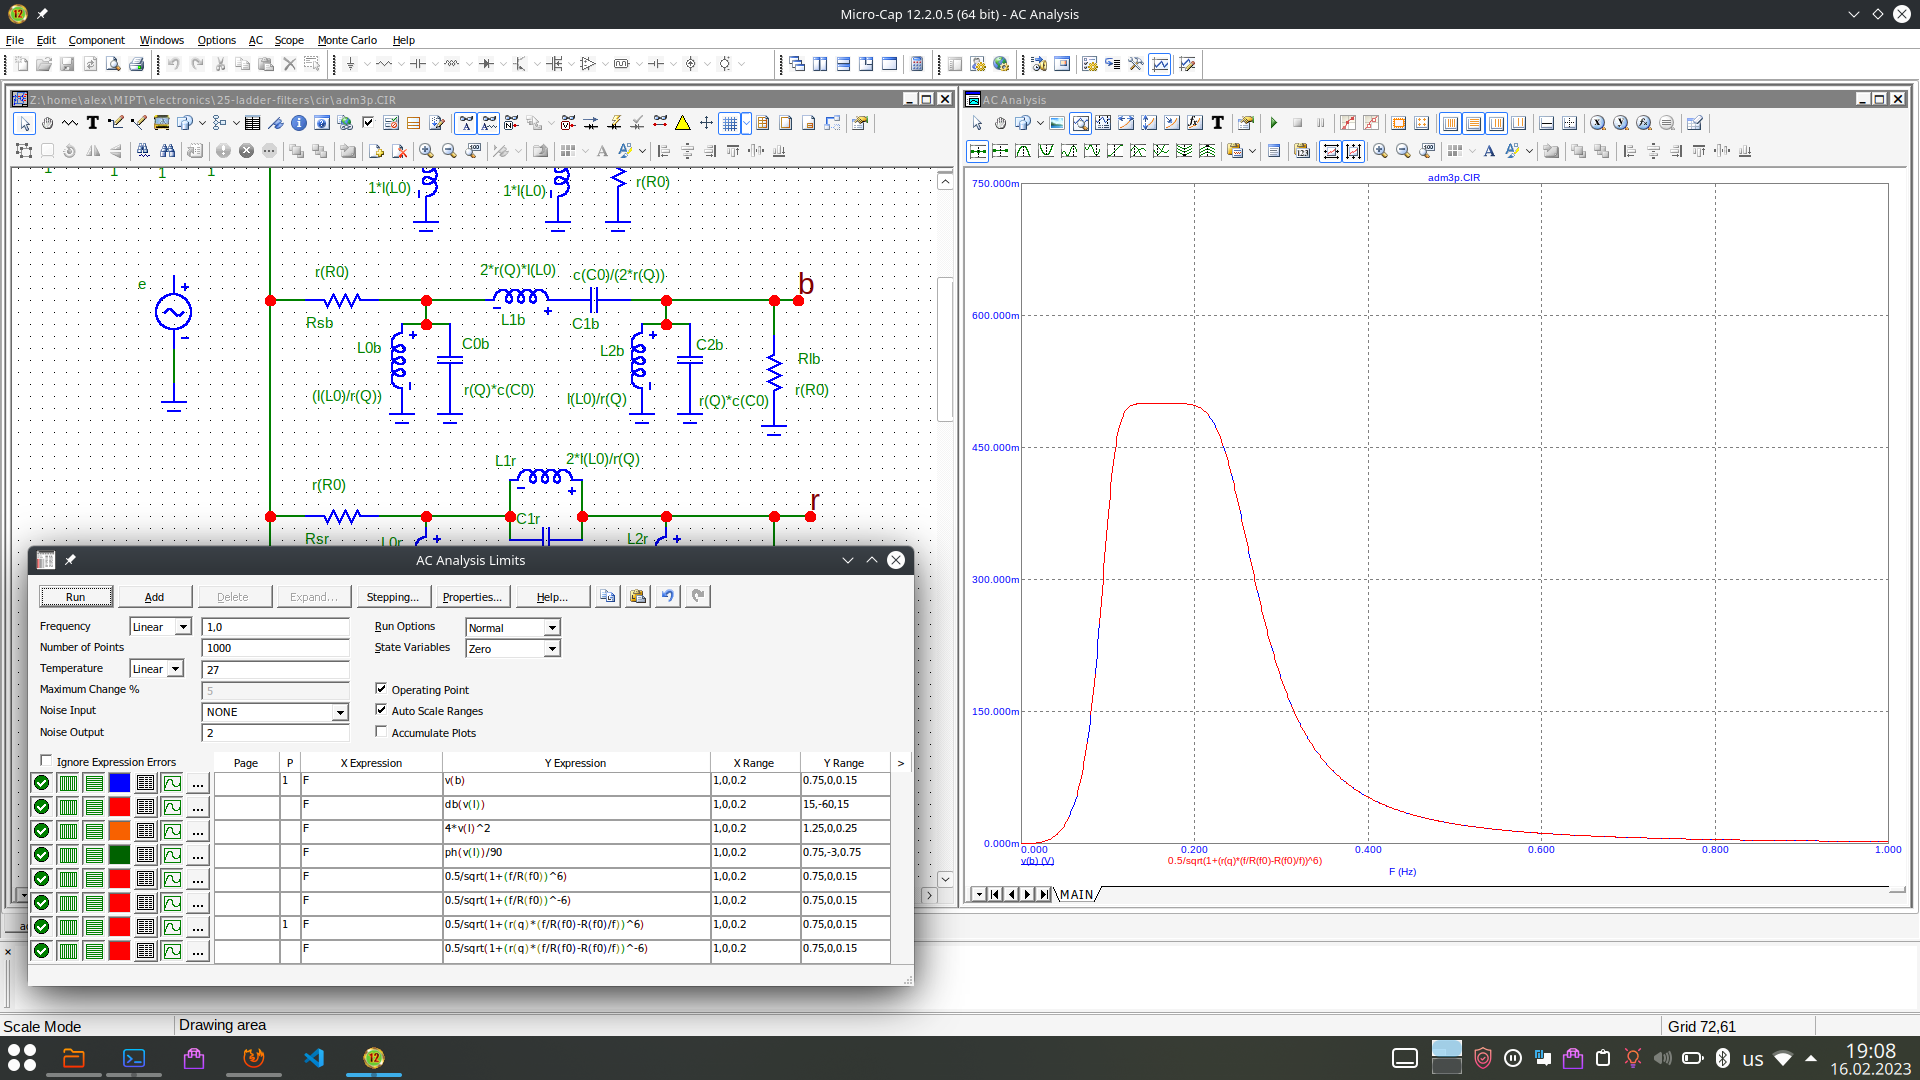 Micro-Cap 12.2.0.5 (64 bit) - AC Analysis
File Edit Component Windows Options AC Scope Monte Carlo Help
Z:\home\alex\MIPT\electronics\25-ladder-filters\cir\adm3p.CIR
AC Analysis
1 1 1 1
1*l(L0)
1*l(L0)
r(R0)
e
r(R0)
Rsb
2*r(Q)*l(L0)
L1b
c(C0)/(2*r(Q))
C1b
b
L0b
(l(L0)/r(Q))
C0b
r(Q)*c(C0)
L2b
l(L0)/r(Q)
C2b
r(Q)*c(C0)
Rlb
r(R0)
L1r
2*l(L0)/r(Q)
r(R0)
Rsr
L0r
C1r
L2r
r
adm3p.CIR
750.000m
600.000m
450.000m
300.000m
150.000m
0.000m
0.000 0.200 0.400 0.600 0.800 1.000
v(b) (V)
0.5/sqrt(1+(r(q)*(f/R(f0)-R(f0)/f))^6)
F (Hz)
MAIN
AC Analysis Limits
Run Add Delete Expand... Stepping... Properties... Help...
Frequency Linear 1,0 Run Options Normal
Number of Points 1000 State Variables Zero
Temperature Linear 27
Maximum Change % 5 Operating Point
Noise Input NONE Auto Scale Ranges
Noise Output 2 Accumulate Plots
Ignore Expression Errors Page P X Expression Y Expression X Range Y Range >
... 1 F v(b) 1,0,0.2 0.75,0,0.15
... F db(v(l)) 1,0,0.2 15,-60,15
... F 4*v(l)^2 1,0,0.2 1.25,0,0.25
... F ph(v(l))/90 1,0,0.2 0.75,-3,0.75
... F 0.5/sqrt(1+(f/R(f0))^6) 1,0,0.2 0.75,0,0.15
... F 0.5/sqrt(1+(f/R(f0))^-6) 1,0,0.2 0.75,0,0.15
... 1 F 0.5/sqrt(1+(r(q)*(f/R(f0)-R(f0)/f))^6) 1,0,0.2 0.75,0,0.15
... F 0.5/sqrt(1+(r(q)*(f/R(f0)-R(f0)/f))^-6) 1,0,0.2 0.75,0,0.15
Scale Mode
Drawing area
Grid 72,61
us
19:08
16.02.2023